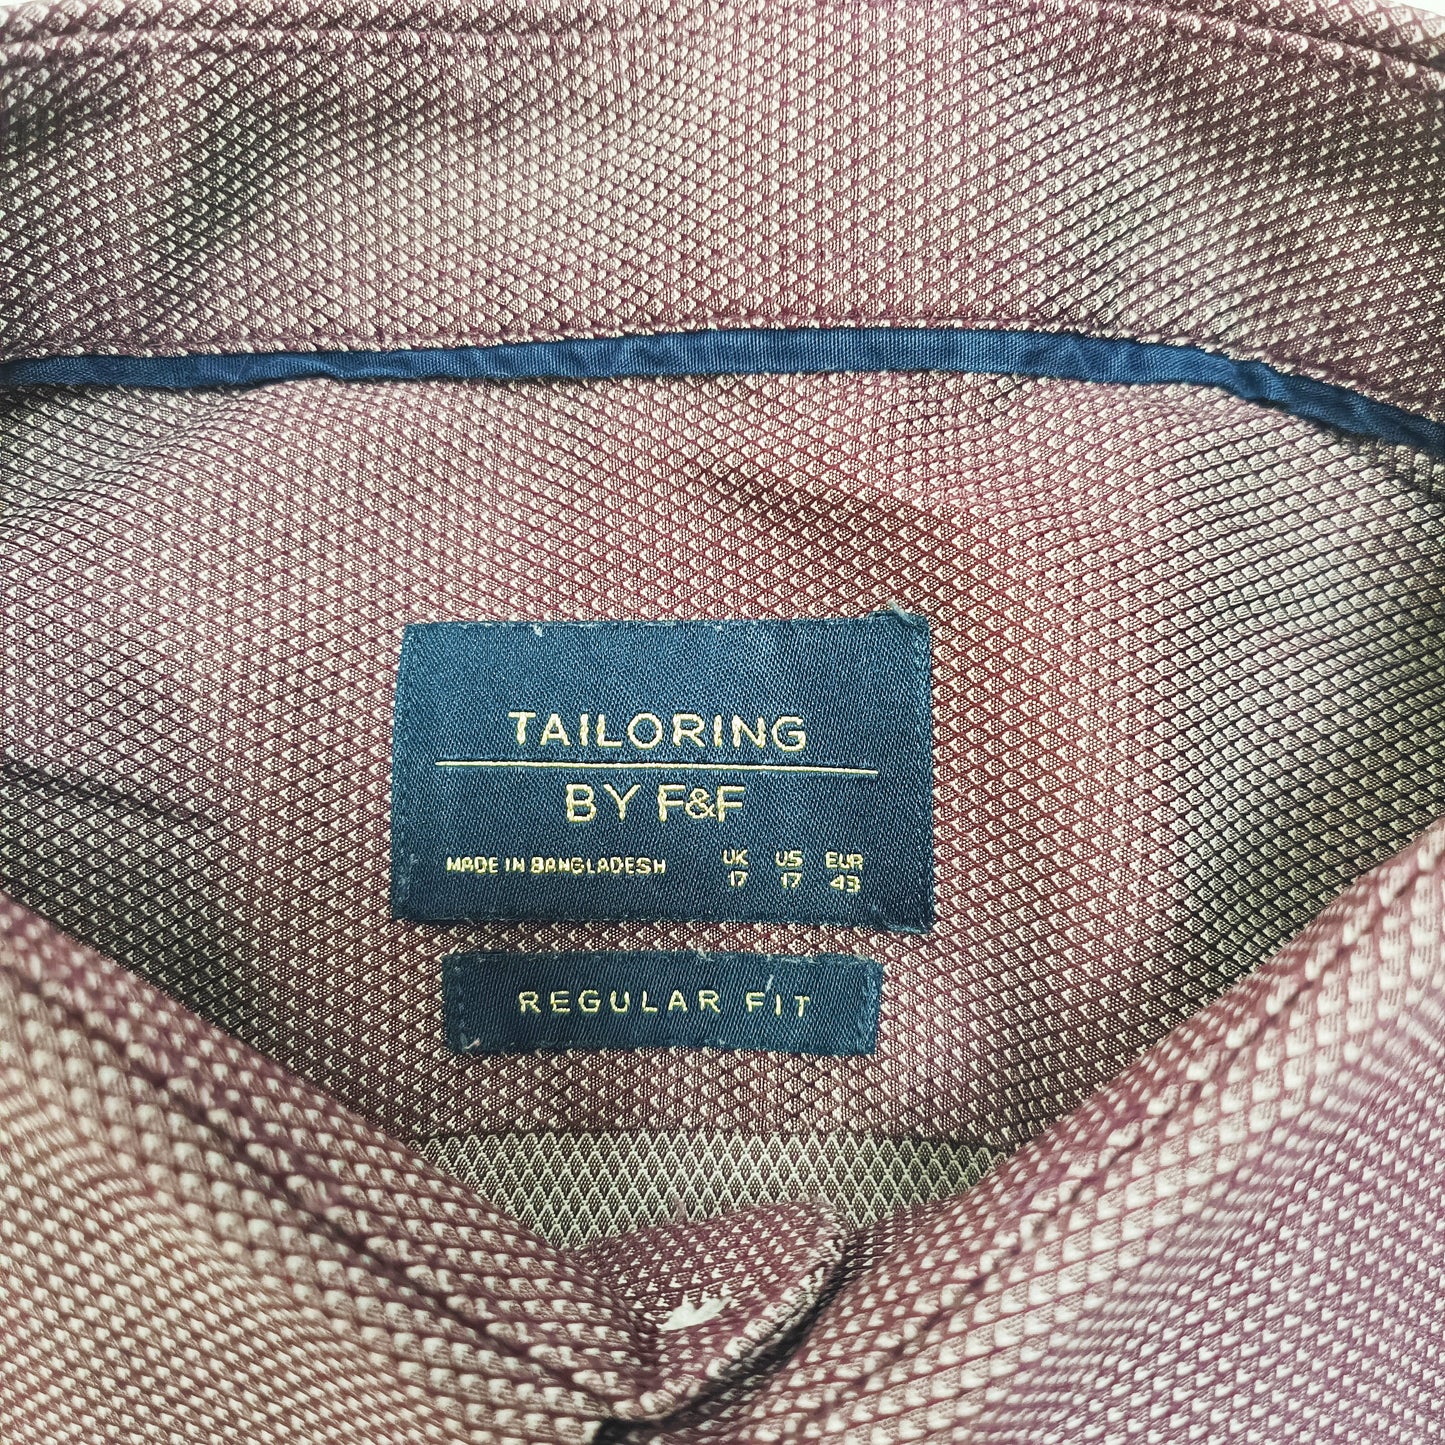 TAILORING
BY F&F
MADE IN BANGLADESH UK US EUR
17 17 43
REGULAR FIT